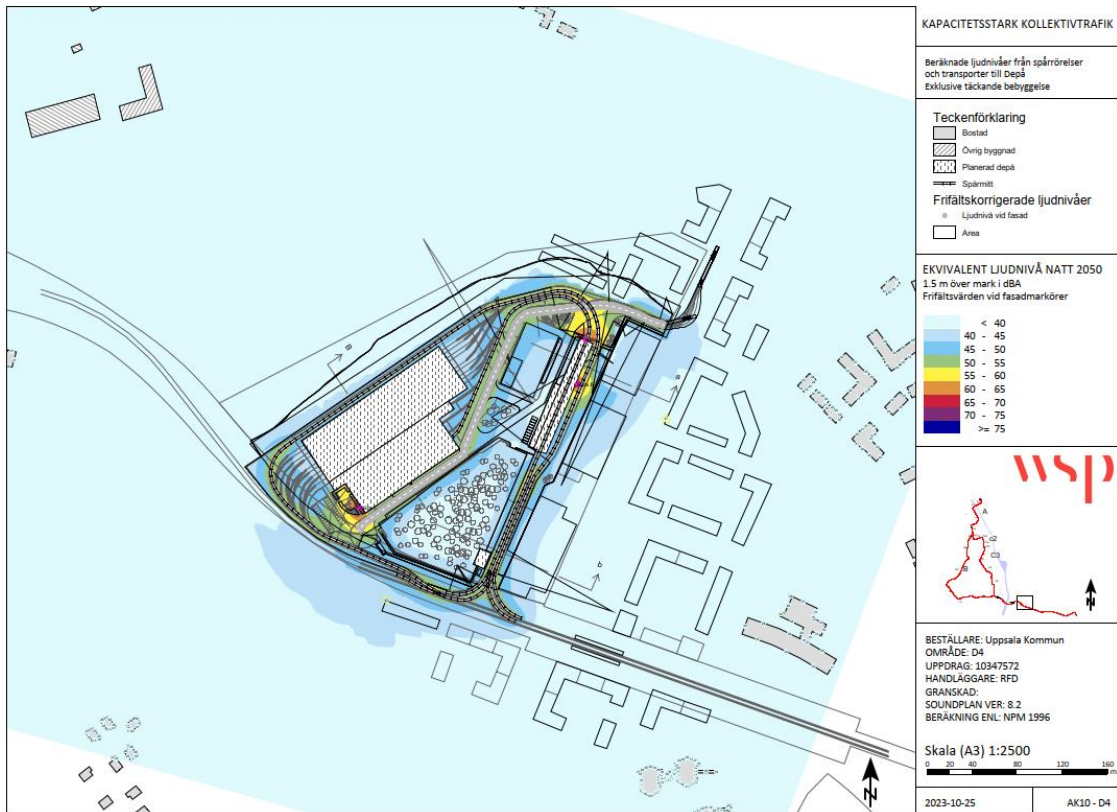 KAPACITETSSTARK KOLLEKTIVTRAFIK
Beräknade ljudnivåer från spårrörelser
och transporter till Depå
Exklusive täckande bebyggelse
Teckenförklaring
Bostad
Övrig byggnad
Planerad depå
Spårmitt
Frifältskorrigerade ljudnivåer
Ljudnivå vid fasad
Area
EKVIVALENT LJUDNIVÅ NATT 2050
1.5 m över mark i dBA
Frifältsvärden vid fasadmarkörer
< 40
40 - 45
45 - 50
50 - 55
55 - 60
60 - 65
65 - 70
70 - 75
>= 75
wsp
A
C3
B
N
BESTÄLLARE: Uppsala Kommun
OMRÅDE: D4
UPPDRAG: 10347572
HANDLÄGGARE: RFD
GRANSKAD:
SOUNDPLAN VER: 8.2
BERÄKNING ENL: NPM 1996
Skala (A3) 1:2500
0 20 40 80 120 160
m
2023-10-25
AK10 - D4
N